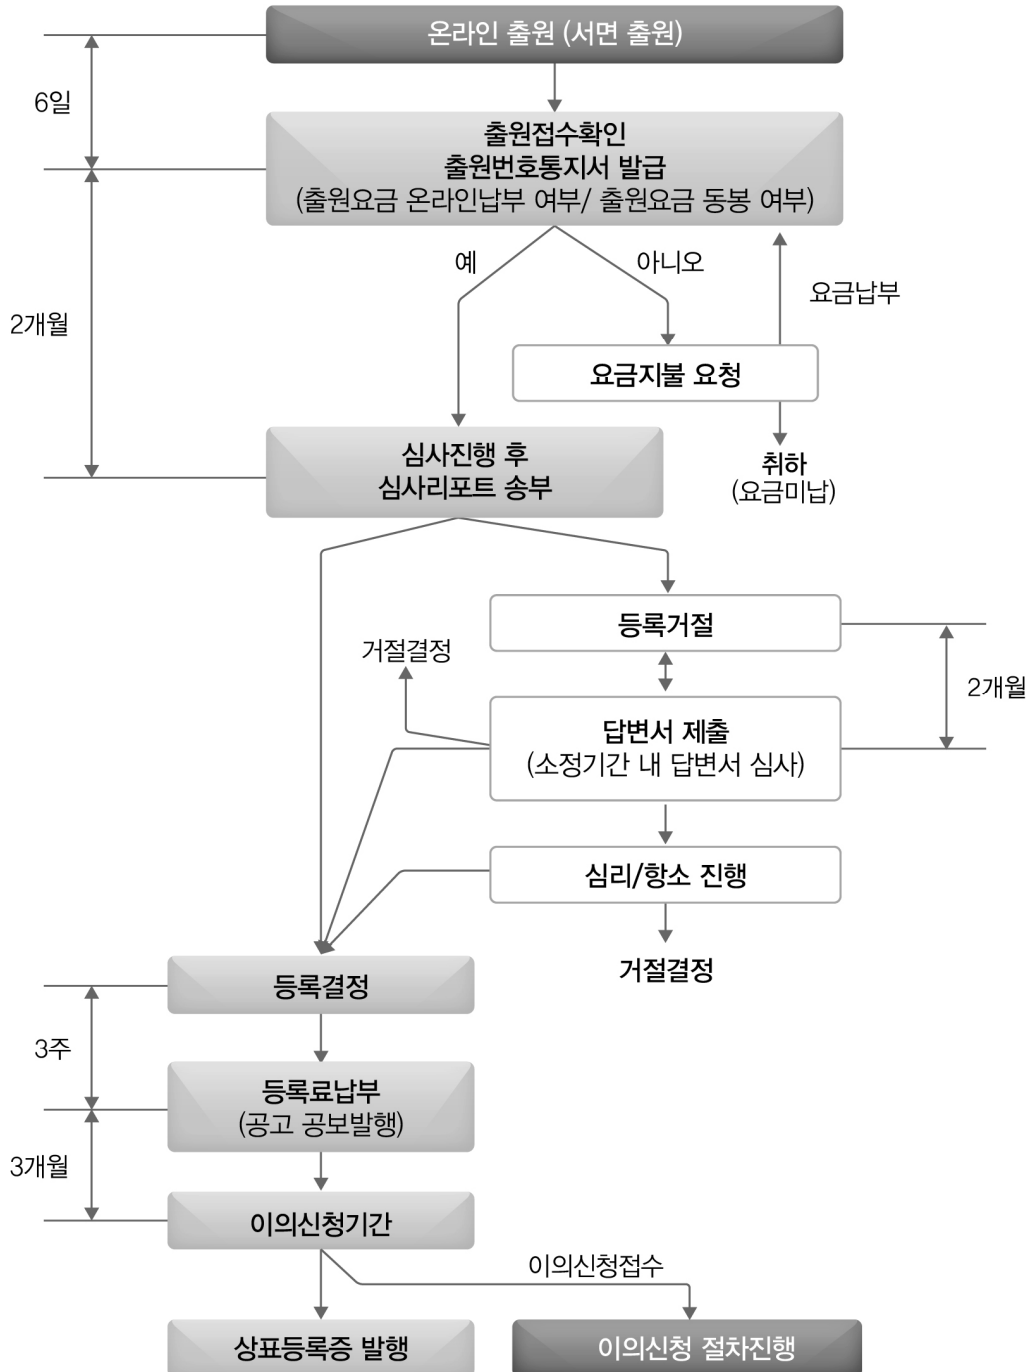 온라인 출원 (서면 출원)
6일
출원접수확인
출원번호통지서 발급
(출원요금 온라인납부 여부/ 출원요금 동봉 여부)
예
아니오
요금납부
2개월
요금지불 요청
심사진행 후
심사리포트 송부
취하
(요금미납)
등록거절
거절결정
2개월
답변서 제출
(소정기간 내 답변서 심사)
심리/항소 진행
거절결정
등록결정
3주
등록료납부
(공고 공보발행)
3개월
이의신청기간
이의신청접수
상표등록증 발행
이의신청 절차진행